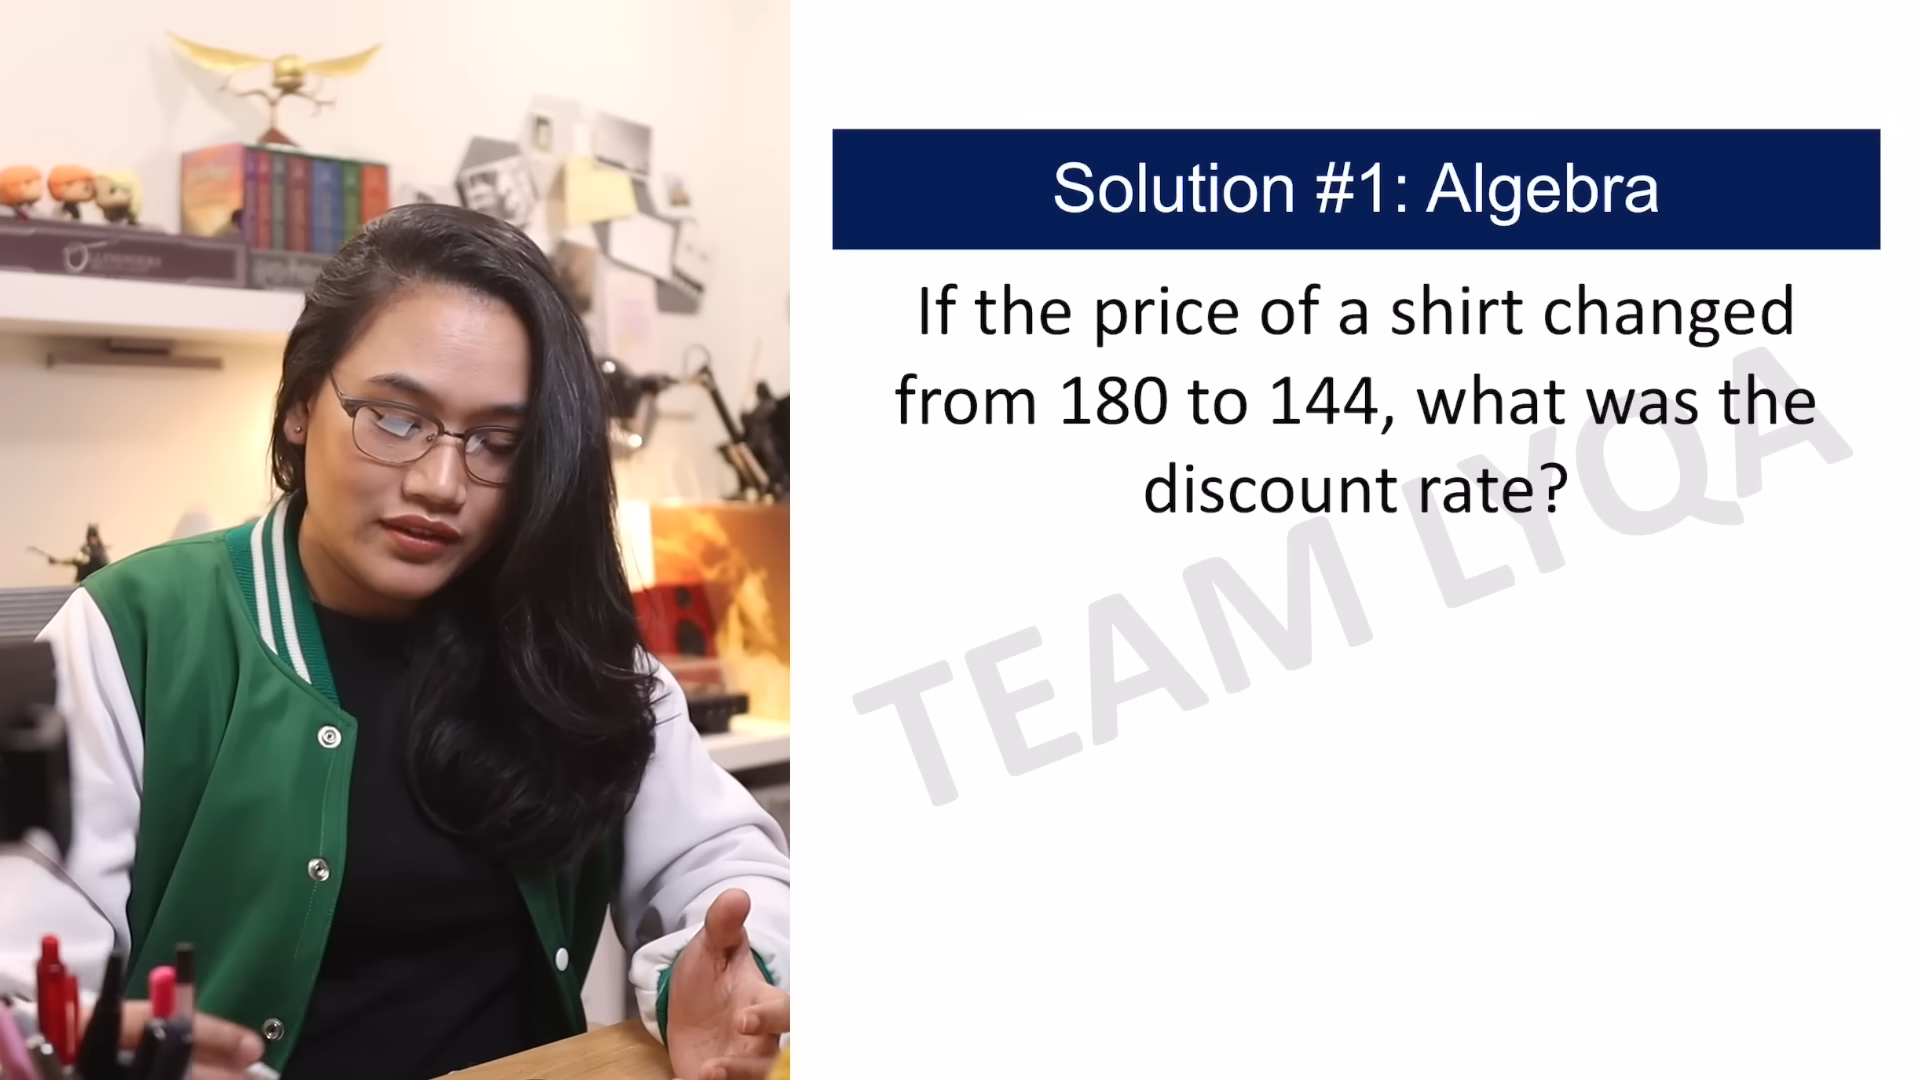 Solution #1: Algebra
If the price of a shirt changed
from 180 to 144, what was the
discount rate?
TEAM LYQA